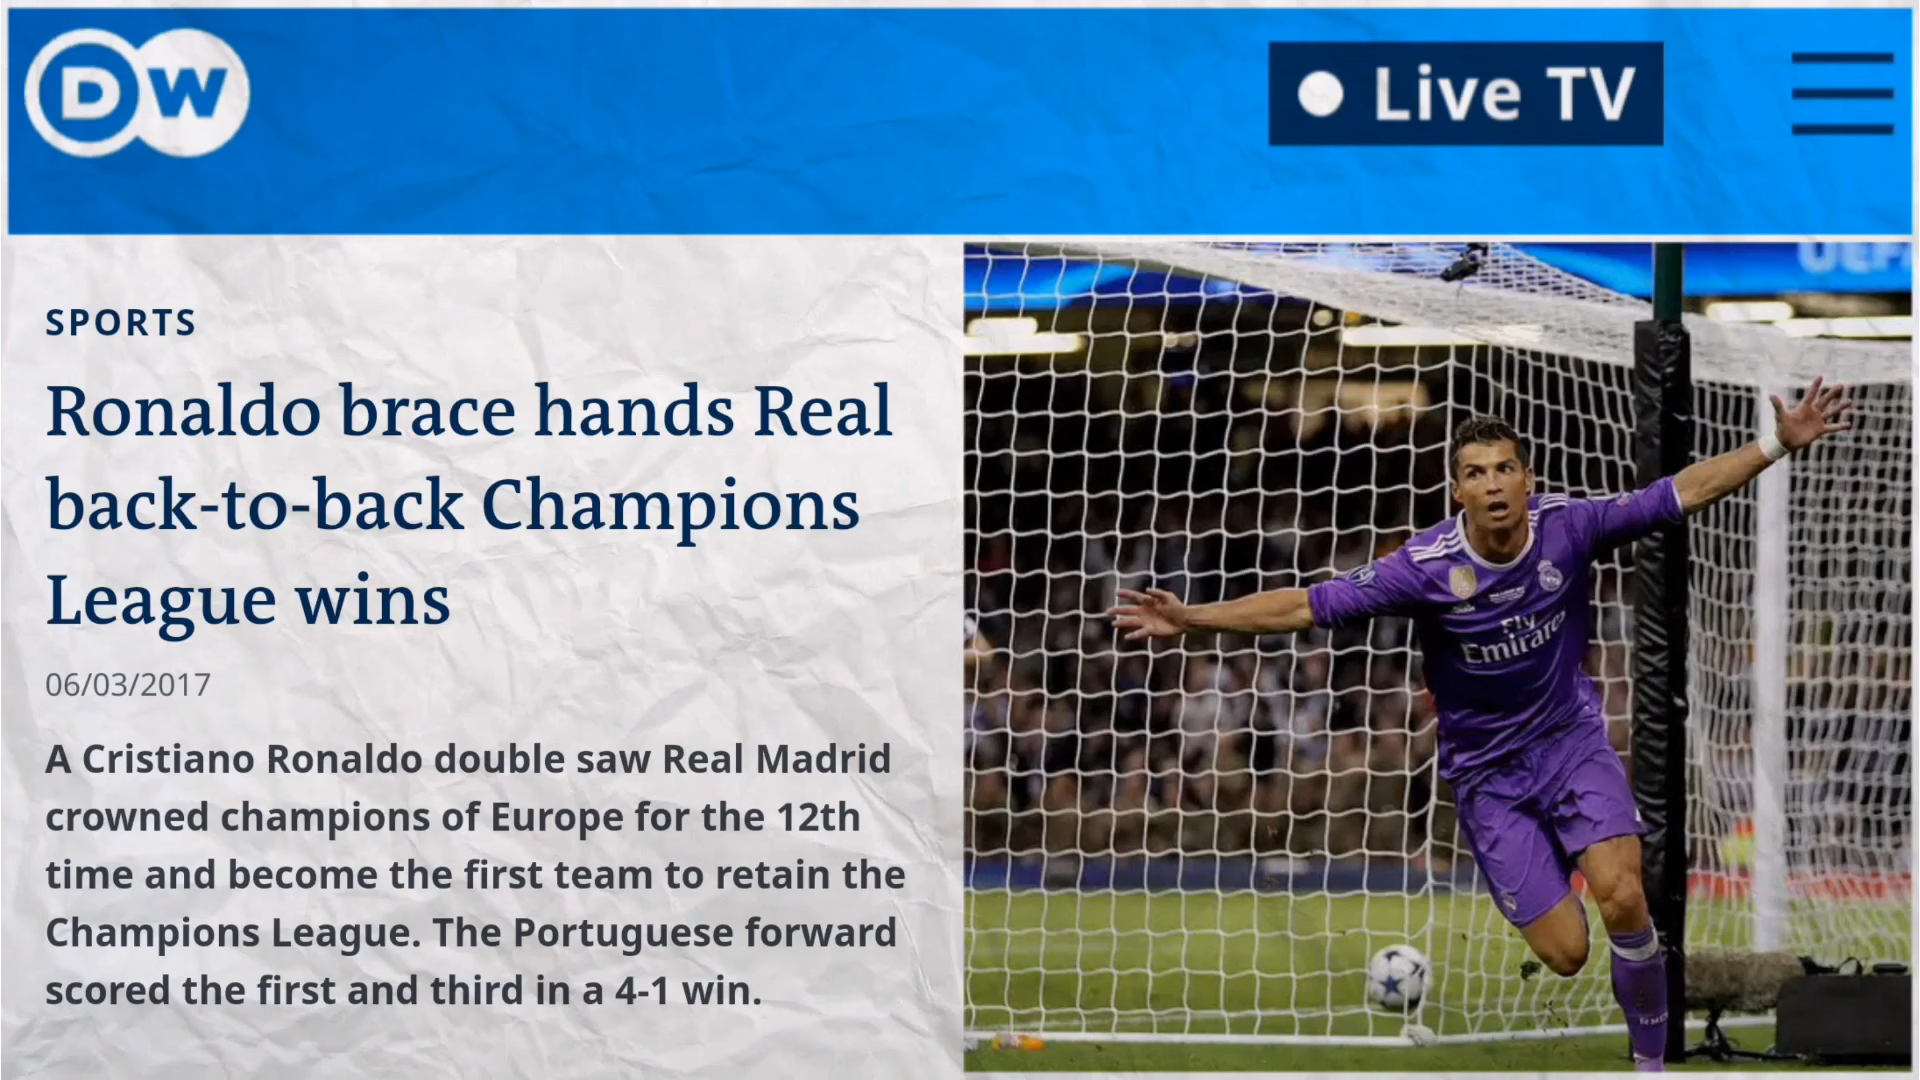 DW
Live TV
SPORTS
Ronaldo brace hands Real
back-to-back Champions
League wins
06/03/2017
A Cristiano Ronaldo double saw Real Madrid
crowned champions of Europe for the 12th
time and become the first team to retain the
Champions League. The Portuguese forward
scored the first and third in a 4-1 win.
UEFA
Fly
Emirates